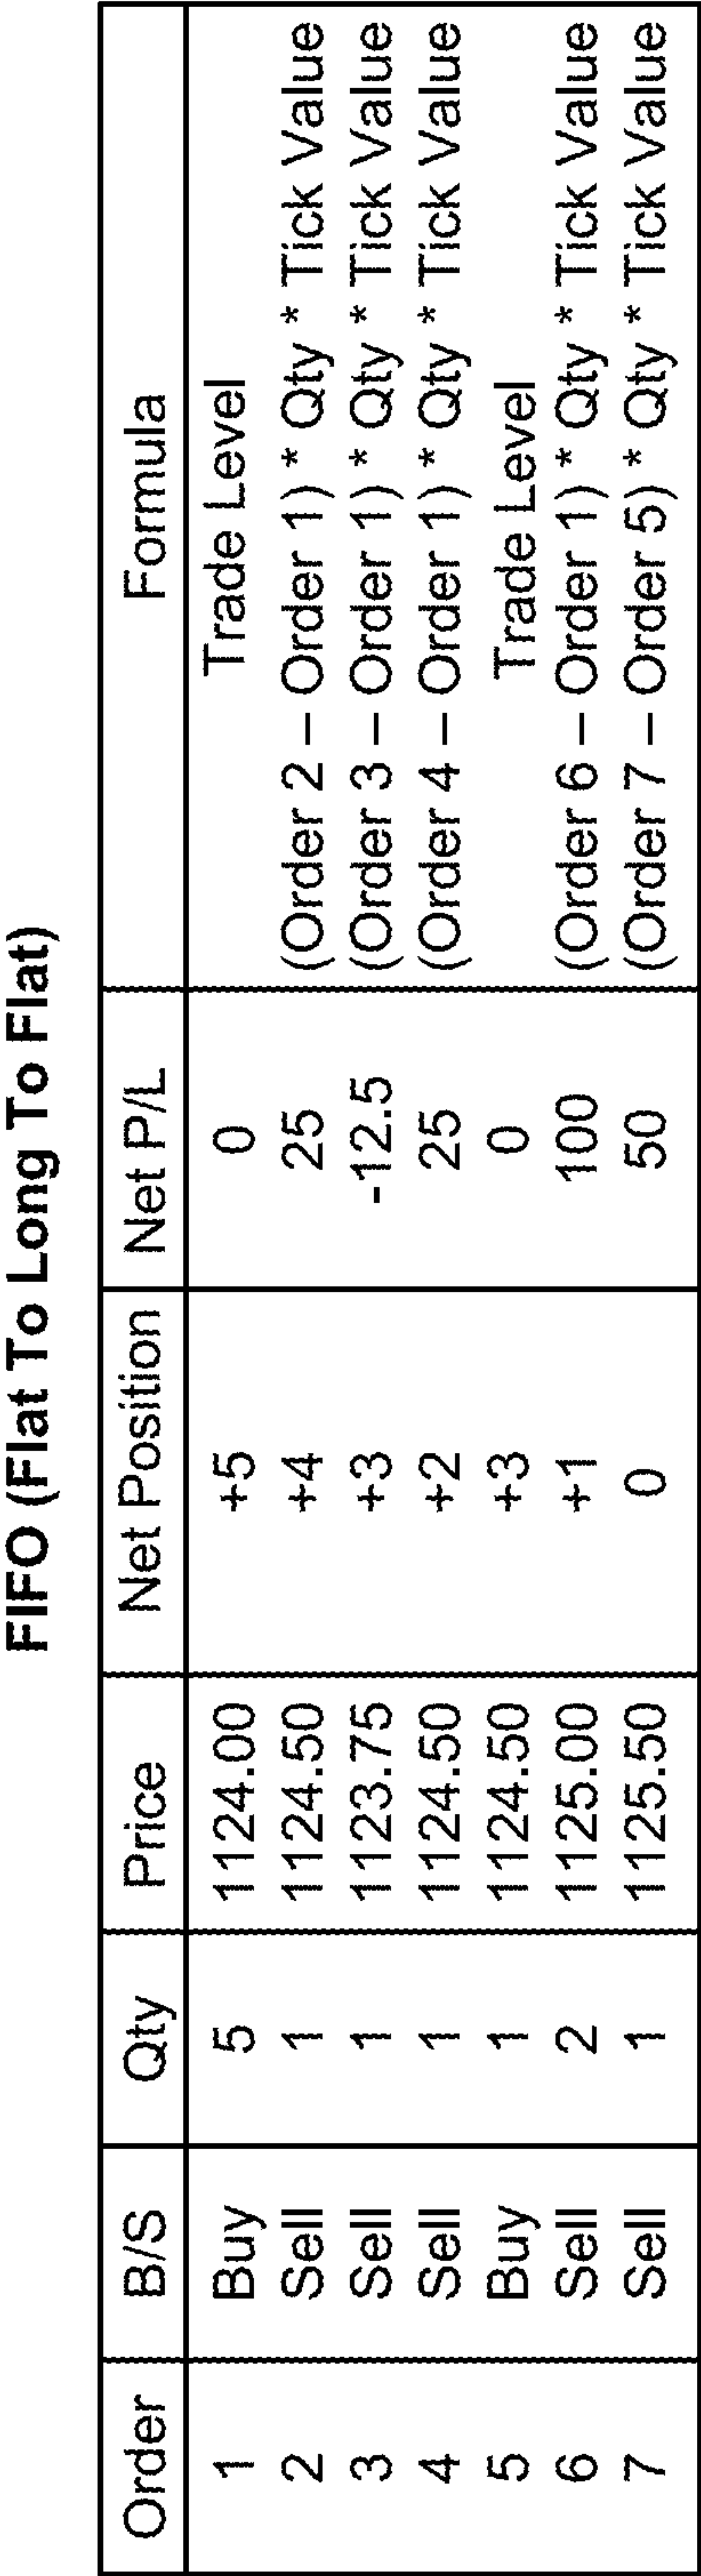 FIFO (Flat To Long To Flat)
Order B/S Qty Price Net Position Net P/L Formula
1 Buy 5 1124.00 +5 0 Trade Level
2 Sell 1 1124.50 +4 25 (Order 2 – Order 1) * Qty * Tick Value
3 Sell 1 1123.75 +3 -12.5 (Order 3 – Order 1) * Qty * Tick Value
4 Sell 1 1124.50 +2 25 (Order 4 – Order 1) * Qty * Tick Value
5 Buy 1 1124.50 +3 0 Trade Level
6 Sell 2 1125.00 +1 100 (Order 6 – Order 1) * Qty * Tick Value
7 Sell 1 1125.50 0 50 (Order 7 – Order 5) * Qty * Tick Value